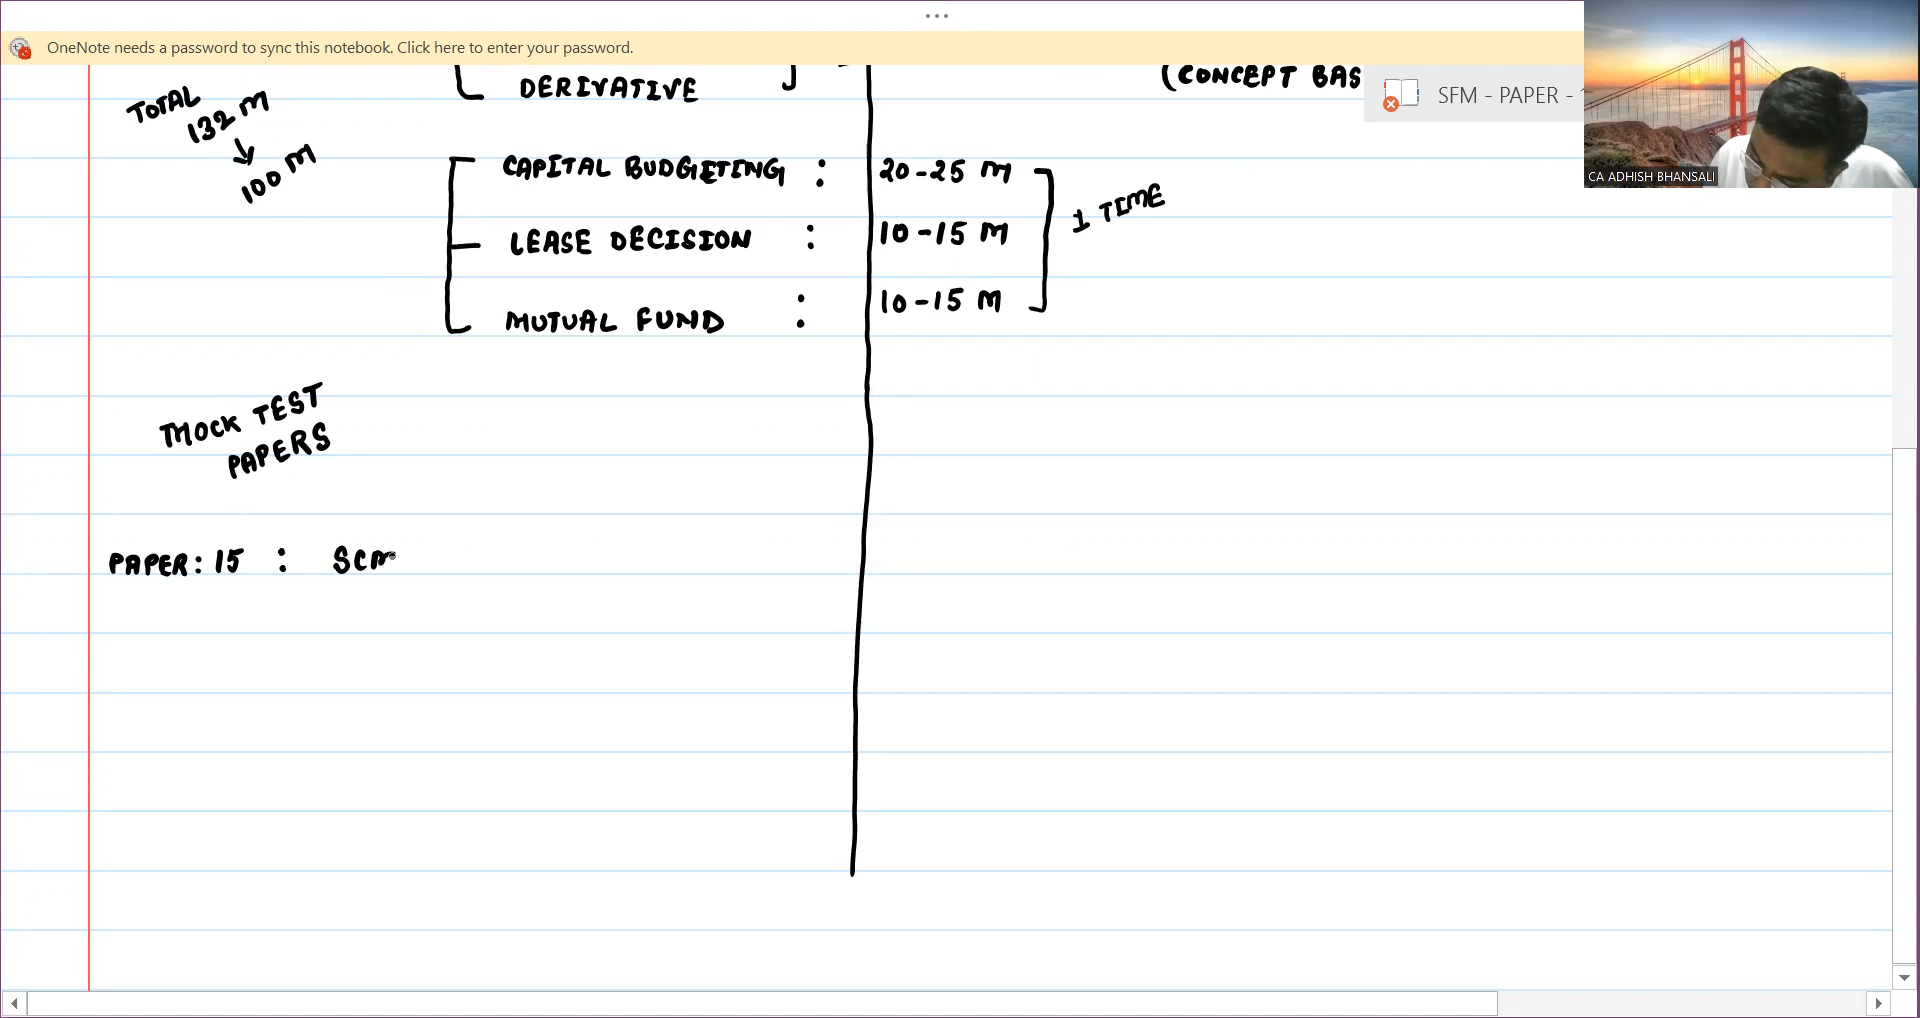 OneNote needs a password to sync this notebook. Click here to enter your password.
DERIVATIVE
(CONCEPT BAS
SFM - PAPER -
TOTAL
132 M
100 M
CAPITAL BUDGETING : 20-25 M
LEASE DECISION : 10-15 M
MUTUAL FUND : 10-15 M
1 TIME
CA ADHISH BHANSALI
MOCK TEST
PAPERS
PAPER: 15 : SCM